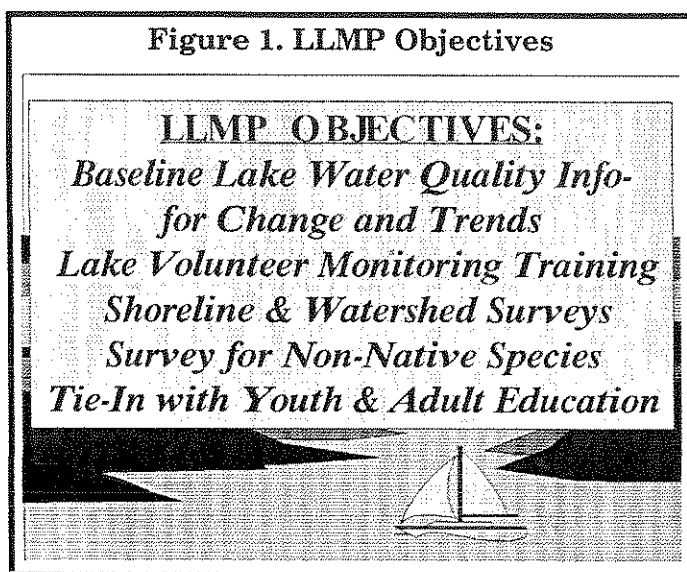 Figure 1. LLMP Objectives
LLMP OBJECTIVES:
Baseline Lake Water Quality Info-
for Change and Trends
Lake Volunteer Monitoring Training
Shoreline & Watershed Surveys
Survey for Non-Native Species
Tie-In with Youth & Adult Education